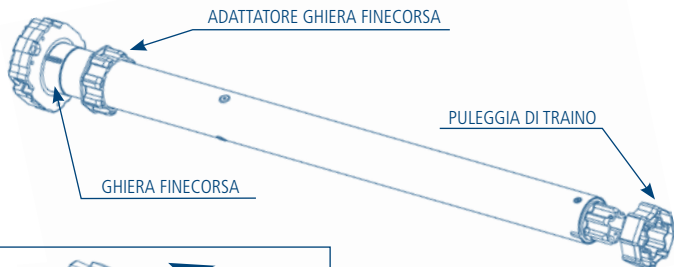 ADATTATORE GHIERA FINECORSA
PULEGGIA DI TRAINO
GHIERA FINECORSA